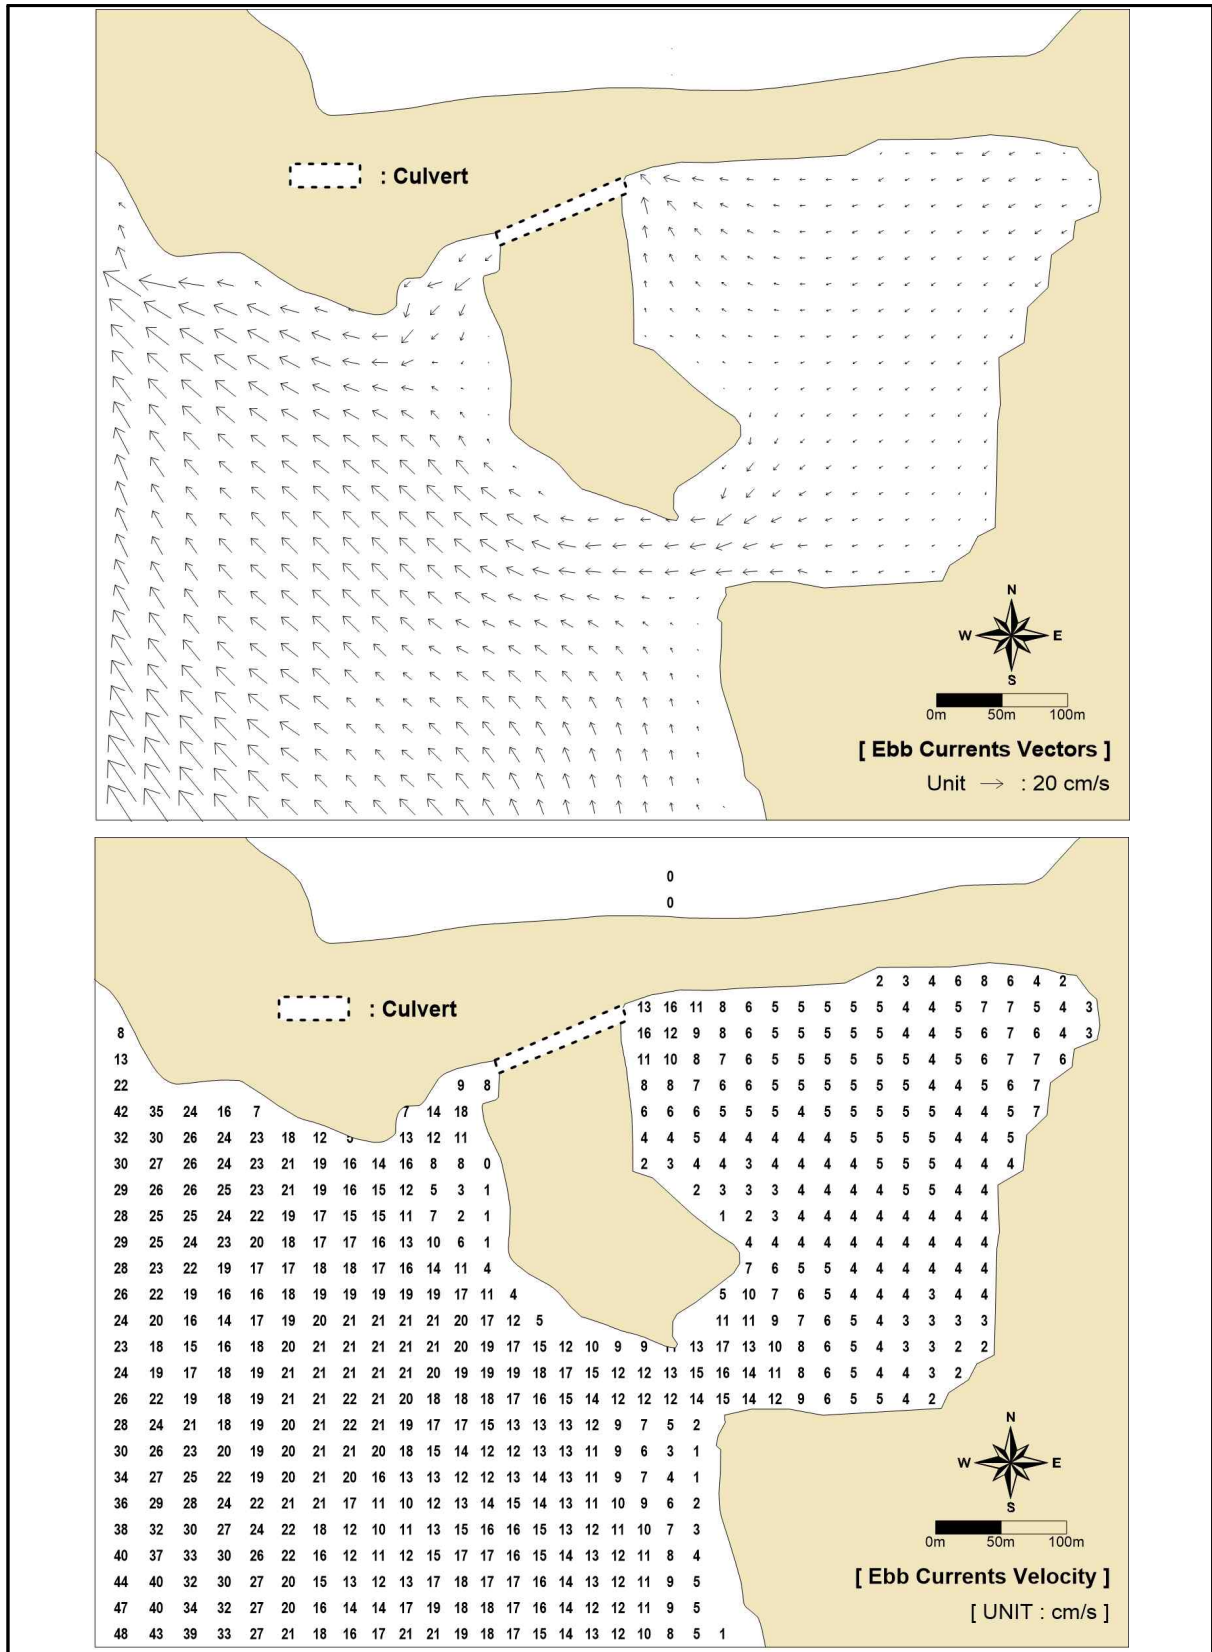 : Culvert
N
W E
S
0m 50m 100m
[ Ebb Currents Vectors ]
Unit → : 20 cm/s
0
0
2 3 4 6 8 6 4 2
: Culvert 13 16 11 8 6 5 5 5 5 5 4 4 5 7 7 5 4 3
8 16 12 9 8 6 5 5 5 5 5 4 4 5 6 7 6 4 3
13 11 10 8 7 6 5 5 5 5 5 5 4 5 6 7 7 6
22 9 8 8 8 7 6 6 5 5 5 5 5 4 4 5 6 7
42 35 24 16 7 7 14 18 6 6 6 5 5 5 4 5 5 5 5 5 4 4 5 7
32 30 26 24 23 18 12 13 12 11 4 4 5 4 4 4 4 4 5 5 5 5 4 4 5
30 27 26 24 23 21 19 16 14 16 8 8 0 2 3 4 4 3 4 4 4 4 5 5 5 4 4 4
29 26 26 25 23 21 19 16 15 12 5 3 1 2 3 3 3 4 4 4 4 5 5 4 4
28 25 25 24 22 19 17 15 15 11 7 2 1 1 2 3 4 4 4 4 4 4 4 4
29 25 24 23 20 18 17 17 16 13 10 6 1 4 4 4 4 4 4 4 4 4 4
28 23 22 19 17 17 18 18 17 16 14 11 4 7 6 5 5 4 4 4 4 4 4
26 22 19 16 16 18 19 19 19 19 19 17 11 4 5 10 7 6 5 4 4 4 3 4 4
24 20 16 14 17 19 20 21 21 21 21 20 17 12 5 11 11 9 7 6 5 4 3 3 3 3
23 18 15 16 18 20 21 21 21 21 21 20 19 17 15 12 10 9 9 13 17 13 10 8 6 5 4 3 3 2 2
24 19 17 18 19 21 21 21 21 21 20 19 19 19 18 17 15 12 12 13 15 16 14 11 8 6 5 4 4 3 2
26 22 19 18 19 21 21 22 21 20 18 18 18 17 16 15 14 12 12 12 14 15 14 12 9 6 5 5 4 2
28 24 21 18 19 20 21 22 21 19 17 17 15 13 13 13 12 9 7 5 2
30 26 23 20 19 20 21 21 20 18 15 14 12 12 13 13 11 9 6 3 1
34 27 25 22 19 20 21 20 16 13 13 12 12 13 14 13 11 9 7 4 1
36 29 28 24 22 21 21 17 11 10 12 13 14 15 14 13 11 10 9 6 2
38 32 30 27 24 22 18 12 10 11 13 15 16 16 15 13 12 11 10 7 3
40 37 33 30 26 22 16 12 11 12 15 17 17 16 15 14 13 12 11 8 4
44 40 32 30 27 20 15 13 12 13 17 18 17 17 16 14 13 12 11 9 5
47 40 34 32 27 20 16 14 14 17 19 18 18 17 16 14 12 12 11 9 5
48 43 39 33 27 21 18 16 17 21 21 19 18 17 15 14 13 12 10 8 5 1
N
W E
S
0m 50m 100m
[ Ebb Currents Velocity ]
[ UNIT : cm/s ]